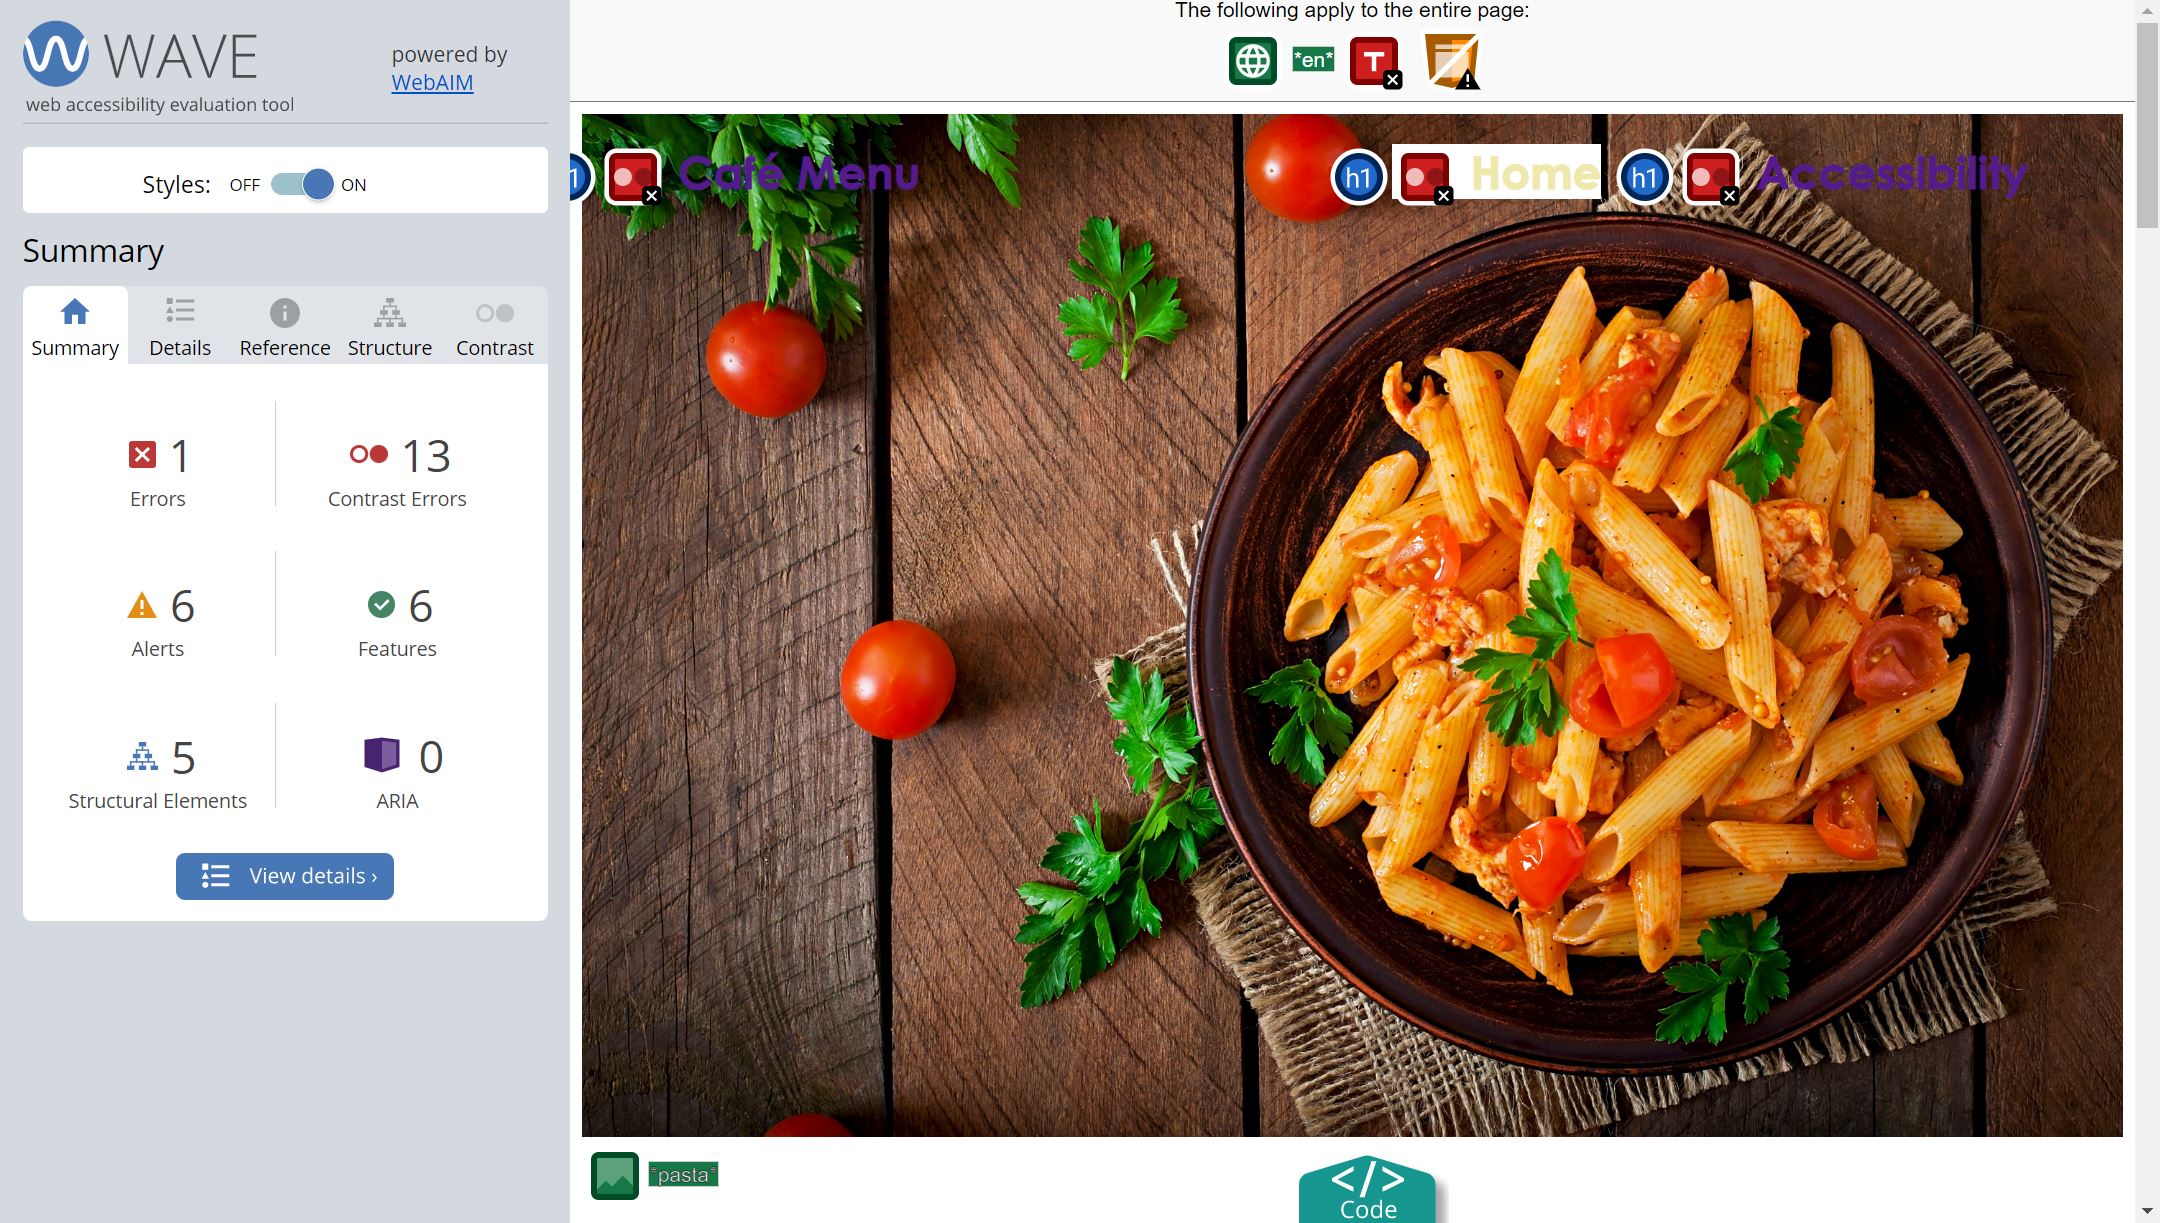 WAVE
powered by
WebAIM
web accessibility evaluation tool
Styles: OFF ON
Summary
Summary Details Reference Structure Contrast
1 13
Errors Contrast Errors
6 6
Alerts Features
5 0
Structural Elements ARIA
View details ›
The following apply to the entire page:
*en* T
h1 Café Menu h1 Home h1 Accessibility
*pasta*
</>
Code